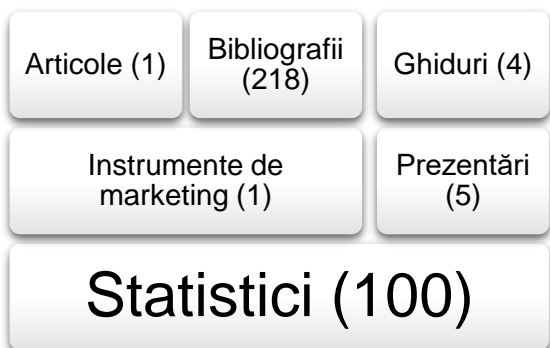 Articole (1)
Bibliografii
(218)
Ghiduri (4)
Instrumente de
marketing (1)
Prezentări
(5)
Statistici (100)